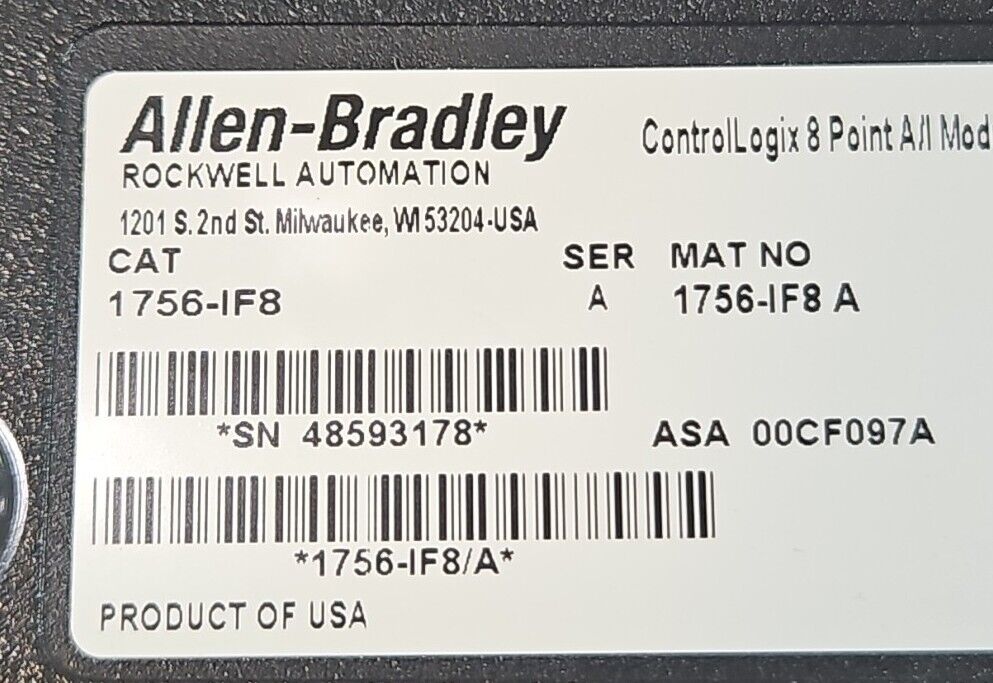 Allen-Bradley
ControlLogix 8 Point A/I Mod
ROCKWELL AUTOMATION
1201 S. 2nd St. Milwaukee, WI 53204-USA
CAT SER MAT NO
1756-IF8 A 1756-IF8 A
*SN 48593178* ASA 00CF097A
*1756-IF8/A*
PRODUCT OF USA